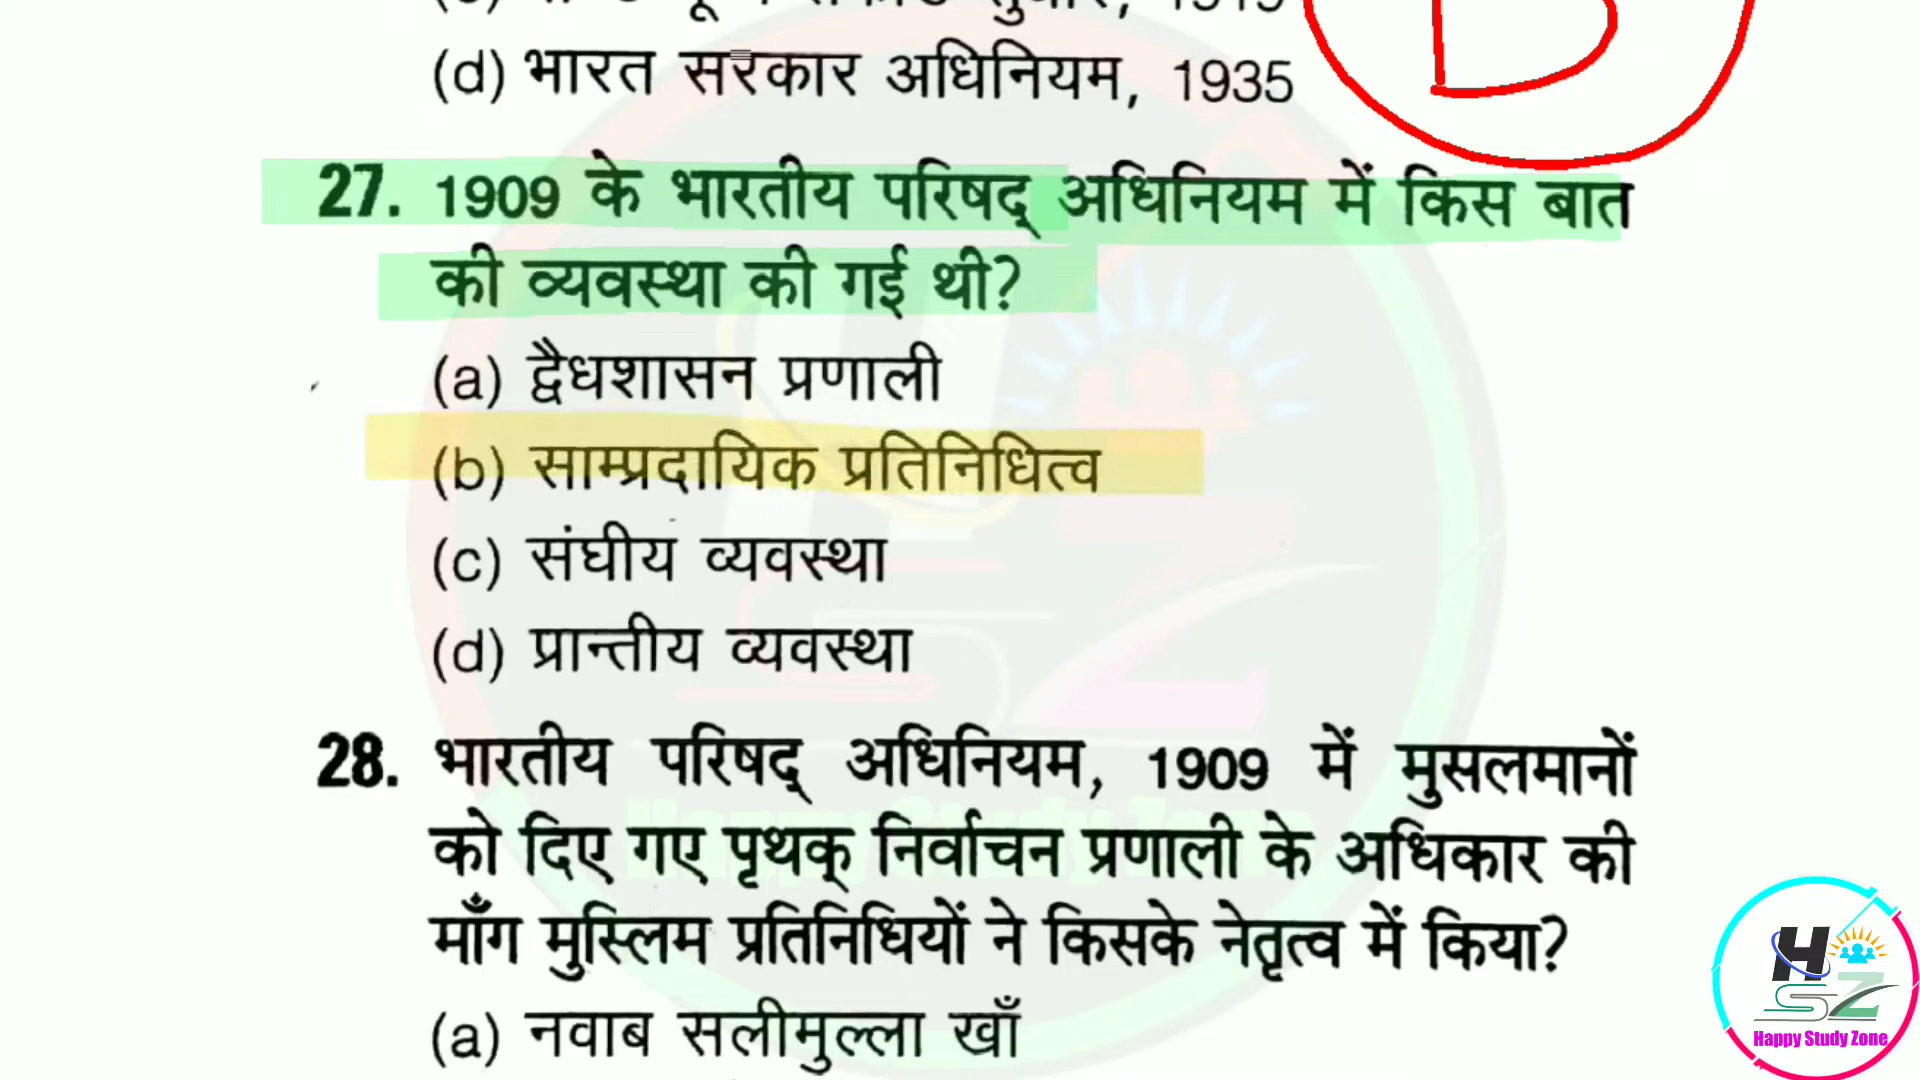 (d) भारत सरकार अधिनियम, 1935
27. 1909 के भारतीय परिषद् अधिनियम में किस बात
की व्यवस्था की गई थी?
(a) द्वैधशासन प्रणाली
(b) साम्प्रदायिक प्रतिनिधित्व
(c) संघीय व्यवस्था
(d) प्रान्तीय व्यवस्था
28. भारतीय परिषद् अधिनियम, 1909 में मुसलमानों
को दिए गए पृथक् निर्वाचन प्रणाली के अधिकार की
माँग मुस्लिम प्रतिनिधियों ने किसके नेतृत्व में किया?
(a) नवाब सलीमुल्ला खाँ
HSZ
Happy Study Zone